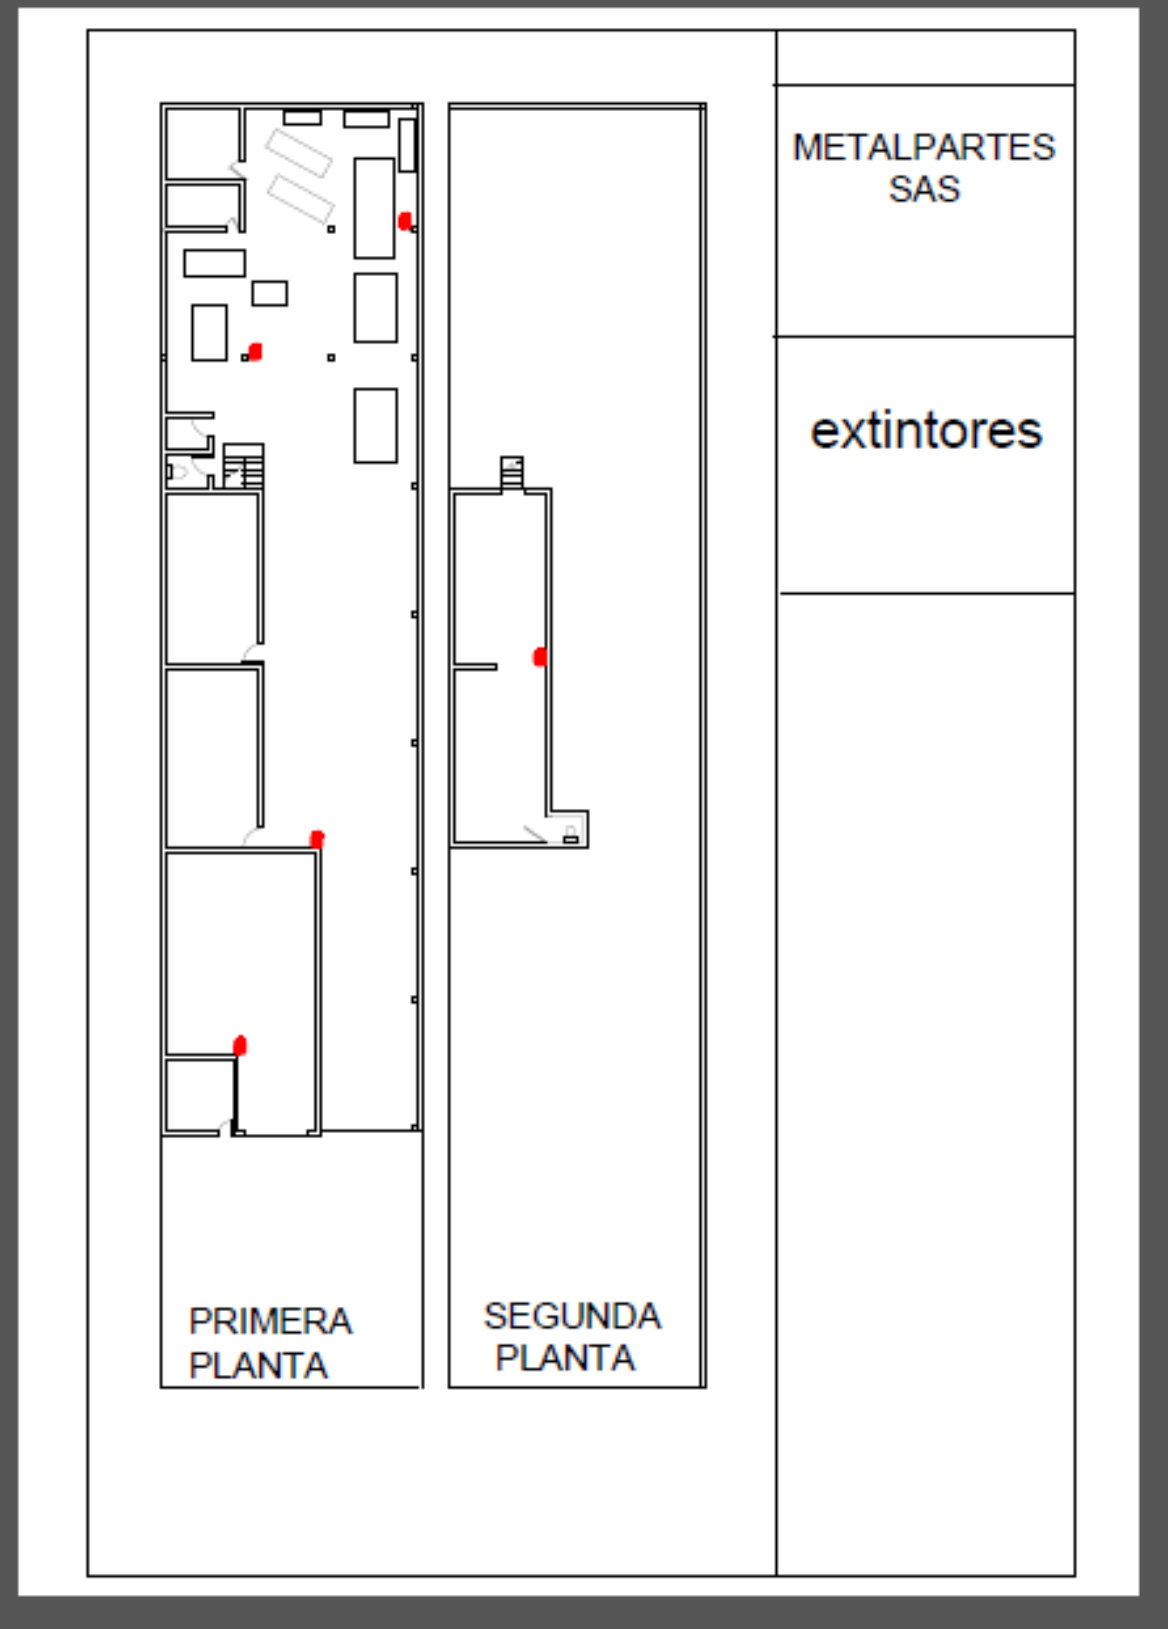 METALPARTES
SAS
extintores
PRIMERA
PLANTA
SEGUNDA
PLANTA